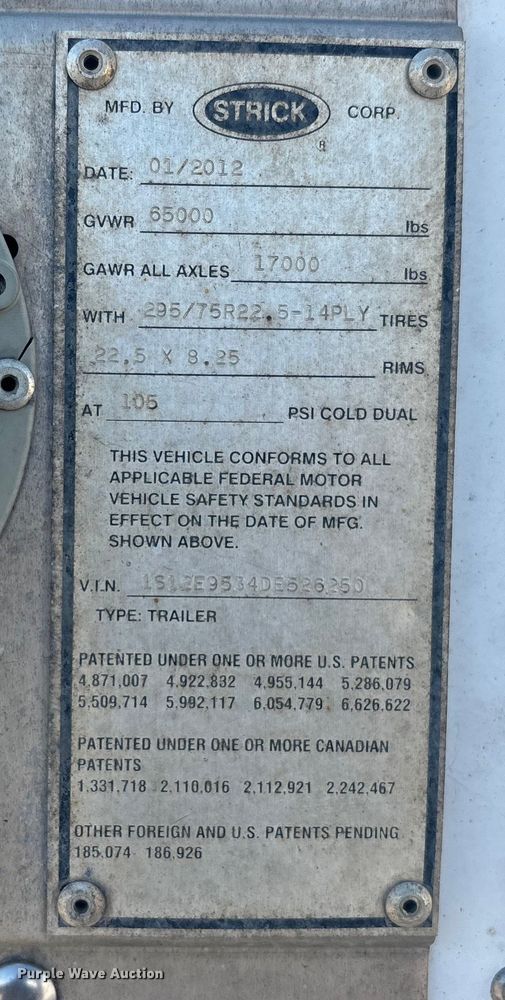 MFD. BY STRICK CORP.
®
DATE: 01/2012
GVWR 65000 lbs
GAWR ALL AXLES 17000 lbs
WITH 295/75R22.5-14PLY TIRES
22.5 X 8.25 RIMS
AT 105 PSI COLD DUAL
THIS VEHICLE CONFORMS TO ALL
APPLICABLE FEDERAL MOTOR
VEHICLE SAFETY STANDARDS IN
EFFECT ON THE DATE OF MFG.
SHOWN ABOVE.
V.I.N. 1S12E9534DE526250
TYPE: TRAILER
PATENTED UNDER ONE OR MORE U.S. PATENTS
4,871,007 4,922,832 4,955,144 5,286,079
5,509,714 5,992,117 6,054,779 6,626,622
PATENTED UNDER ONE OR MORE CANADIAN
PATENTS
1,331,718 2,110,016 2,112,921 2,242,467
OTHER FOREIGN AND U.S. PATENTS PENDING
185,074 186,926
Purple Wave Auction